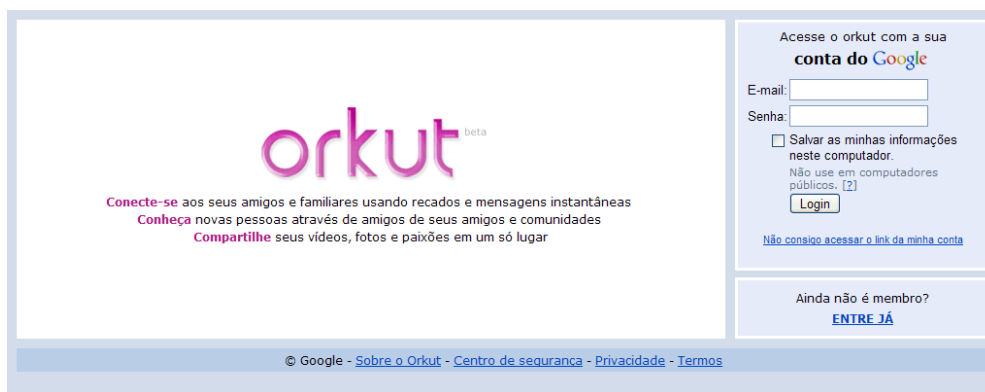 orkut beta
Conecte-se aos seus amigos e familiares usando recados e mensagens instantâneas
Conheça novas pessoas através de amigos de seus amigos e comunidades
Compartilhe seus vídeos, fotos e paixões em um só lugar
Acesse o orkut com a sua
conta do Google
E-mail:
Senha:
Salvar as minhas informações
neste computador.
Não use em computadores
públicos. [?]
Login
Não consigo acessar o link da minha conta
Ainda não é membro?
ENTRE JÁ
© Google - Sobre o Orkut - Centro de segurança - Privacidade - Termos